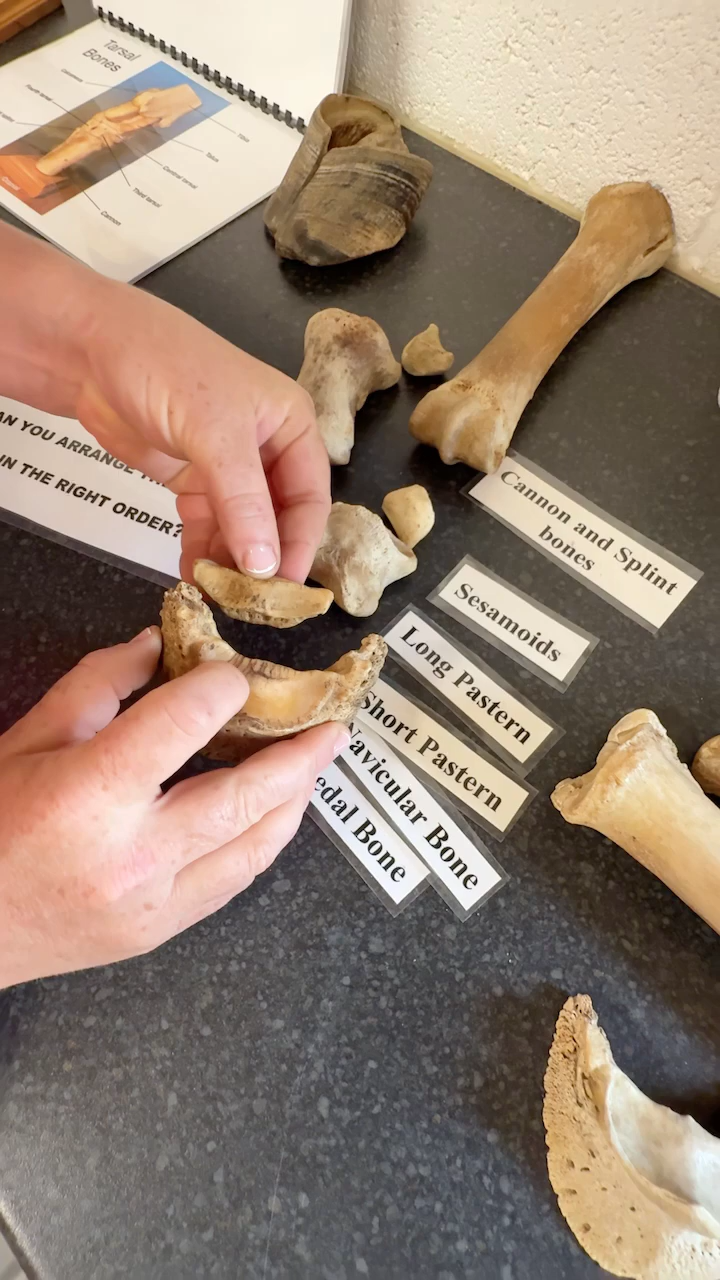 Tarsal
Bones
Tibia
Talus
Central tarsal
Third tarsal
Cannon
AN YOU ARRANGE TH
IN THE RIGHT ORDER?
Cannon and Splint
bones
Sesamoids
Long Pastern
Short Pastern
Navicular Bone
edal Bone